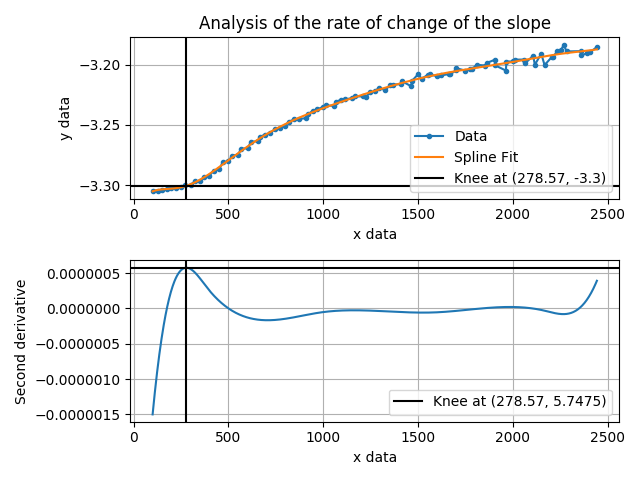 Analysis of the rate of change of the slope
−3.20
−3.25
−3.30
y data
Data
Spline Fit
Knee at (278.57, -3.3)
0 500 1000 1500 2000 2500
x data
0.0000005
0.0000000
−0.0000005
−0.0000010
−0.0000015
Second derivative
Knee at (278.57, 5.7475)
0 500 1000 1500 2000 2500
x data